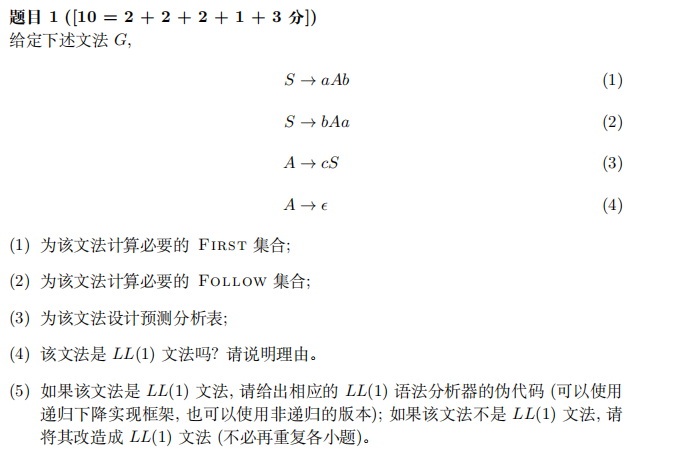 题目 1 ([10 = 2 + 2 + 2 + 1 + 3 分])
给定下述文法 G,
S → aAb (1)
S → bAa (2)
A → cS (3)
A → ϵ (4)
(1) 为该文法计算必要的 FIRST 集合;
(2) 为该文法计算必要的 FOLLOW 集合;
(3) 为该文法设计预测分析表;
(4) 该文法是 LL(1) 文法吗? 请说明理由。
(5) 如果该文法是 LL(1) 文法, 请给出相应的 LL(1) 语法分析器的伪代码 (可以使用
递归下降实现框架, 也可以使用非递归的版本); 如果该文法不是 LL(1) 文法, 请
将其改造成 LL(1) 文法 (不必再重复各小题)。